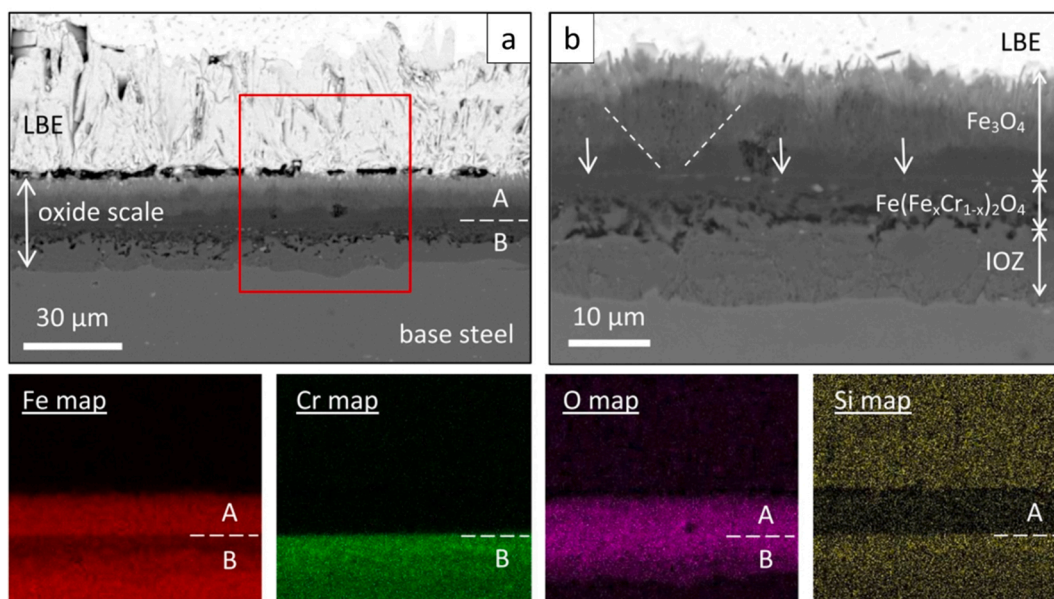 a
LBE
oxide scale
A
B
30 µm
base steel
b
LBE
Fe₃O₄
Fe(FeₓCr₁₋ₓ)₂O₄
IOZ
10 µm
Fe map
A
B
Cr map
O map
A
B
Si map
A